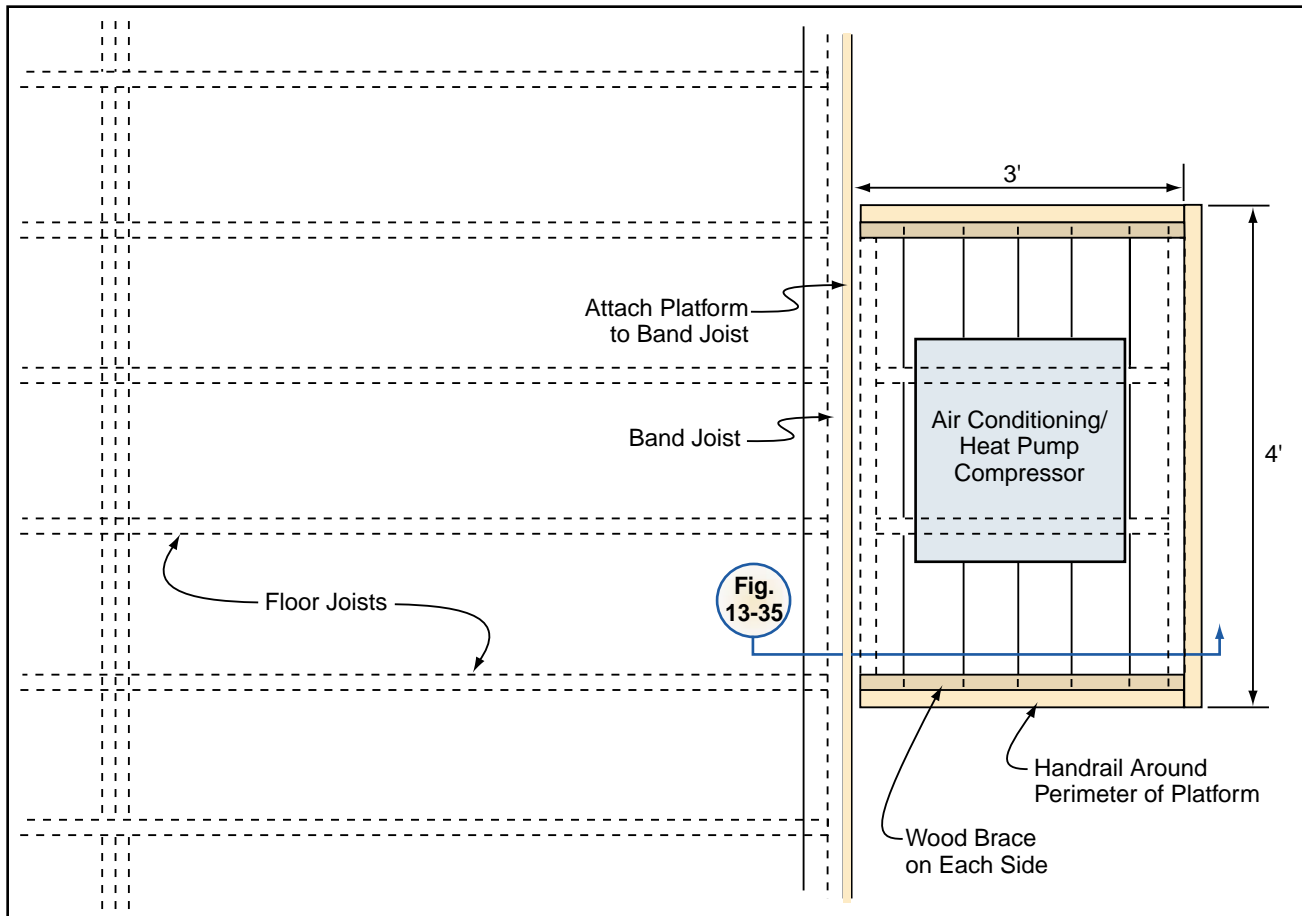 3'
Attach Platform
to Band Joist
Band Joist
Air Conditioning/
Heat Pump
Compressor
4'
Floor Joists
Fig.
13-35
Handrail Around
Perimeter of Platform
Wood Brace
on Each Side